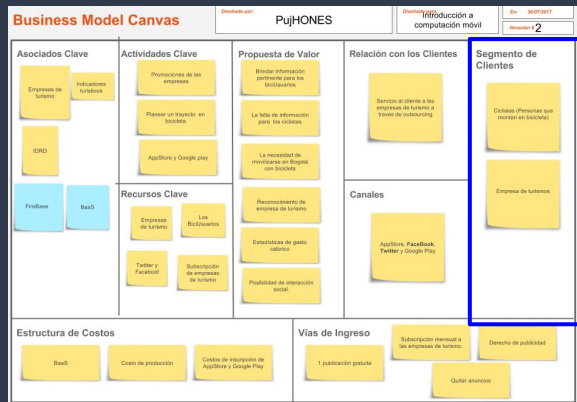 Business Model Canvas
Diseñado por:
PujHONES
Diseñado para:
Introducción a
computación móvil
En: 30/07/2017
Iteración #
2
Asociados Clave
Empresas de
turismo
Indicadores
turisticos
IDRD
FireBase
BaaS
Actividades Clave
Promociones de las
empresas
Planear un trayecto en
bicicleta
AppStore y Google play
Recursos Clave
Empresas
de turismo
Los
BiciUsuarios
Twitter y
Faceboof
Subscripción
de empresas
de turismo
Propuesta de Valor
Brindar información
pertinente para los
biciUsuarios
La falta de información
para los ciclistas
La necesidad de
movilizarse en Bogotá
con bicicleta
Reconocimiento de
empresa de turismo
Estadísticas de gasto
calorico
Posibilidad de interacción
social.
Relación con los Clientes
Servicio al cliente a las
empresas de turismo a
traves de outsourcing
Canales
AppStore, FaceBook,
Twitter y Google Play
Segmento de
Clientes
Ciclistas (Personas que
montan en bicicleta)
Empresa de turismos
Estructura de Costos
BaaS
Costo de producción
Costos de inscripción de
AppStore y Google Play
Vías de Ingreso
1 publicación gratuita
Subscripción mensual a
las empresas de turismo.
Derecho de publicidad
Quitar anuncios